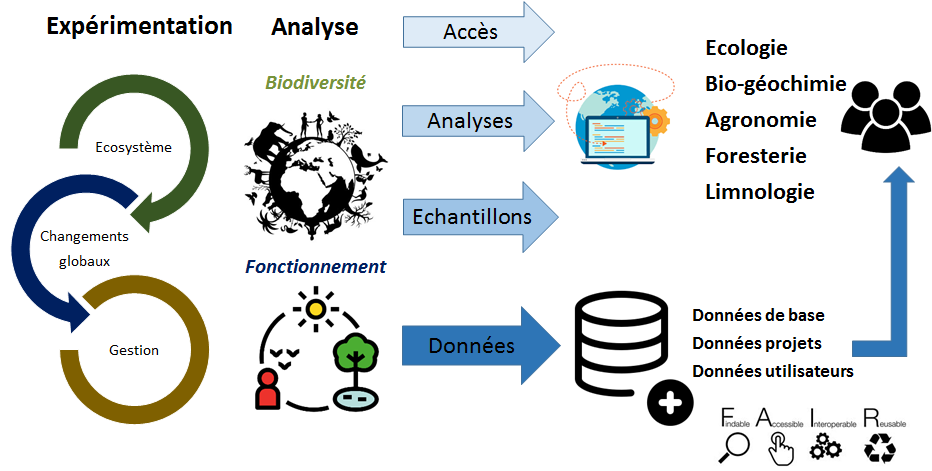 Expérimentation
Analyse
Accès
Biodiversité
Analyses
Echantillons
Fonctionnement
Données
Ecosystème
Changements
globaux
Gestion
Ecologie
Bio-géochimie
Agronomie
Foresterie
Limnologie
Données de base
Données projets
Données utilisateurs
F A I R
Findable Accessible Interoperable Reusable